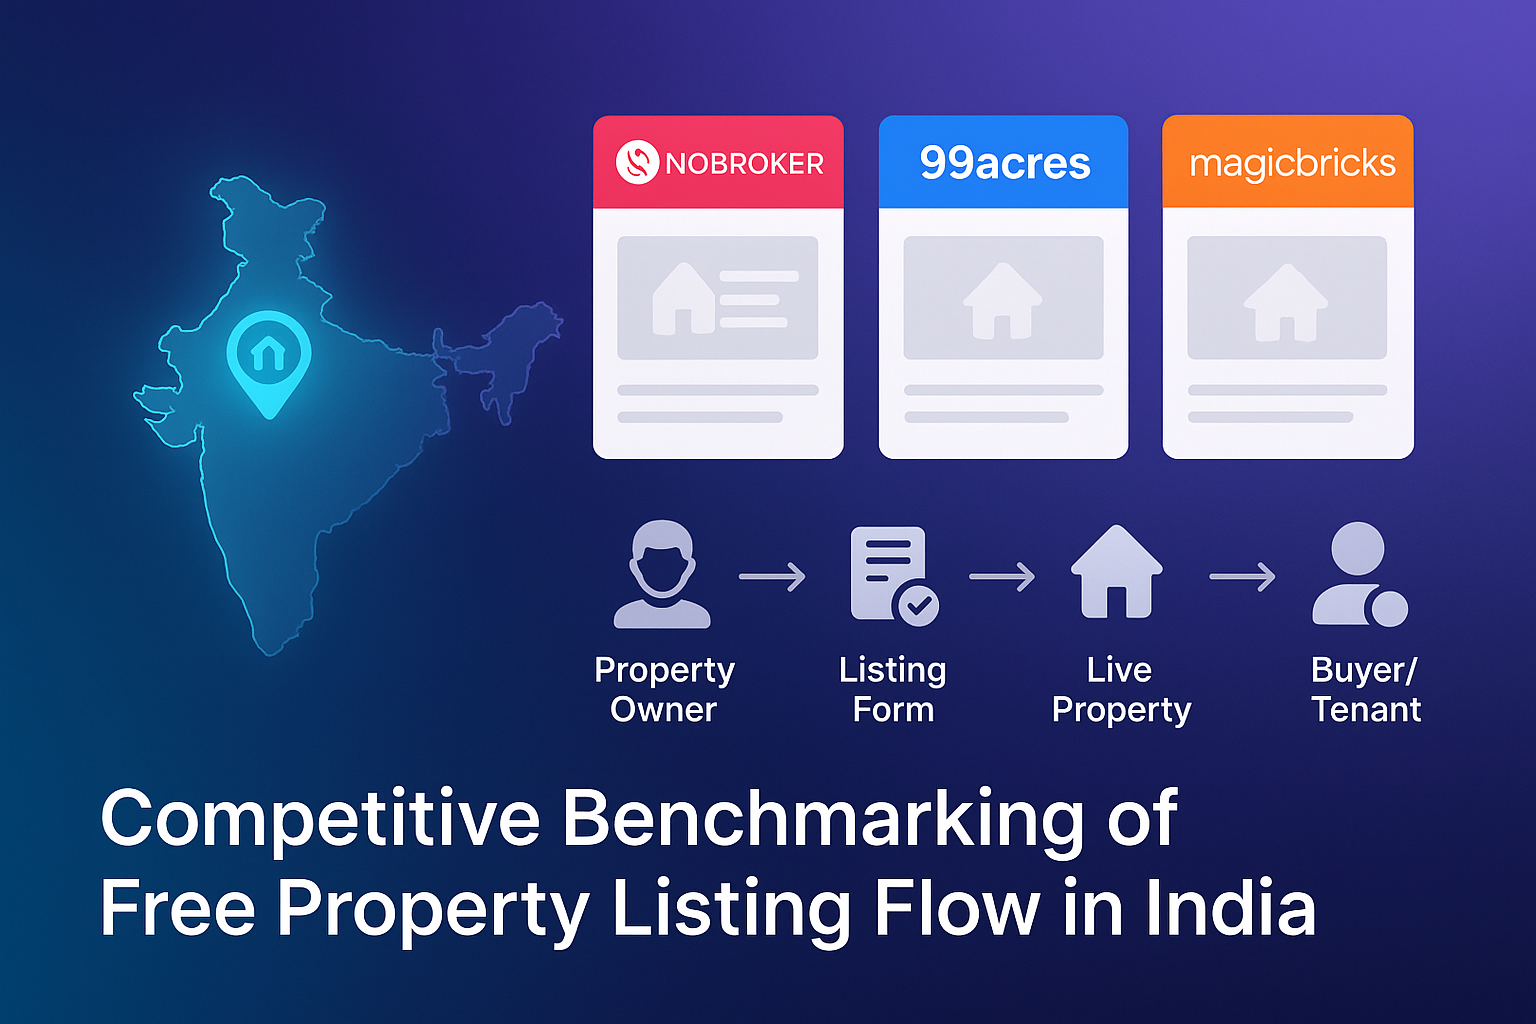 NOBROKER
99acres
magicbricks
Property
Owner
Listing
Form
Live
Property
Buyer/
Tenant
Competitive Benchmarking of
Free Property Listing Flow in India